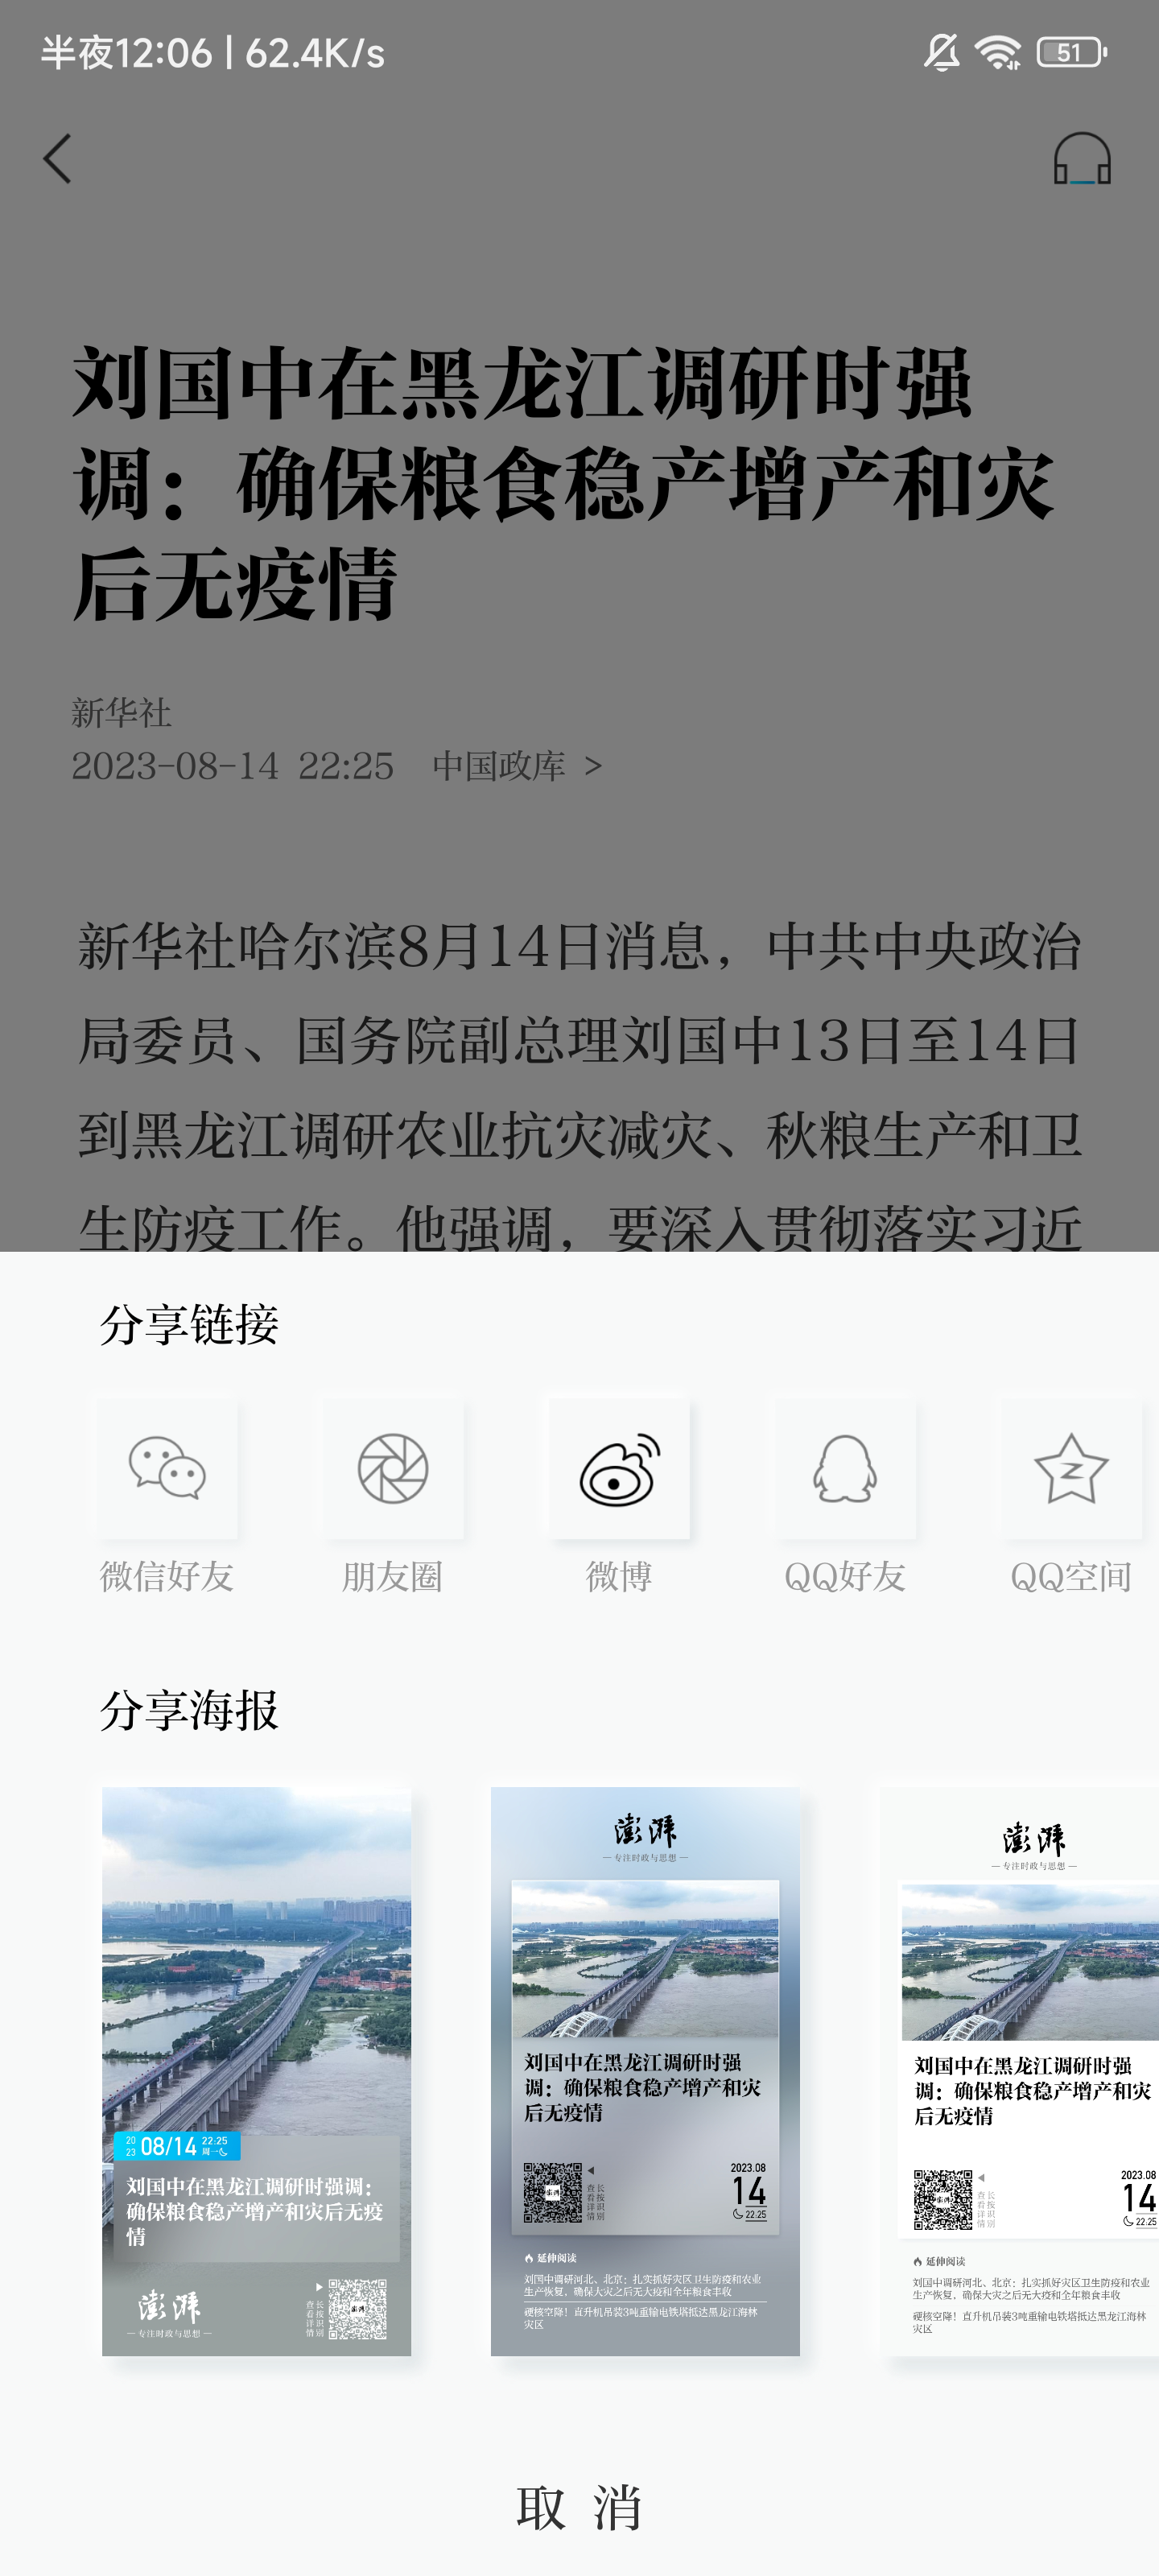 半夜12:06 | 62.4K/s
51
刘国中在黑龙江调研时强
调：确保粮食稳产增产和灾
后无疫情
新华社
2023-08-14 22:25 中国政库 >
新华社哈尔滨8月14日消息，中共中央政治
局委员、国务院副总理刘国中13日至14日
到黑龙江调研农业抗灾减灾、秋粮生产和卫
生防疫工作。他强调，要深入贯彻落实习近
分享链接
微信好友 朋友圈 微博 QQ好友 QQ空间
分享海报
20
23
08/14
22:25
周一
刘国中在黑龙江调研时强调：
确保粮食稳产增产和灾后无疫
情
澎湃
专注时政与思想
长按识别
查看详情
澎湃
专注时政与思想
刘国中在黑龙江调研时强
调：确保粮食稳产增产和灾
后无疫情
长按识别
查看详情
2023.08
14
22:25
延伸阅读
刘国中调研河北、北京：扎实抓好灾区卫生防疫和农业
生产恢复，确保大灾之后无大疫和全年粮食丰收
硬核空降！直升机吊装3吨重输电铁塔抵达黑龙江海林
灾区
澎湃
专注时政与思想
刘国中在黑龙江调研时强
调：确保粮食稳产增产和灾
后无疫情
长按识别
查看详情
2023.08
14
22:25
延伸阅读
刘国中调研河北、北京：扎实抓好灾区卫生防疫和农业
生产恢复，确保大灾之后无大疫和全年粮食丰收
硬核空降！直升机吊装3吨重输电铁塔抵达黑龙江海林
灾区
取消